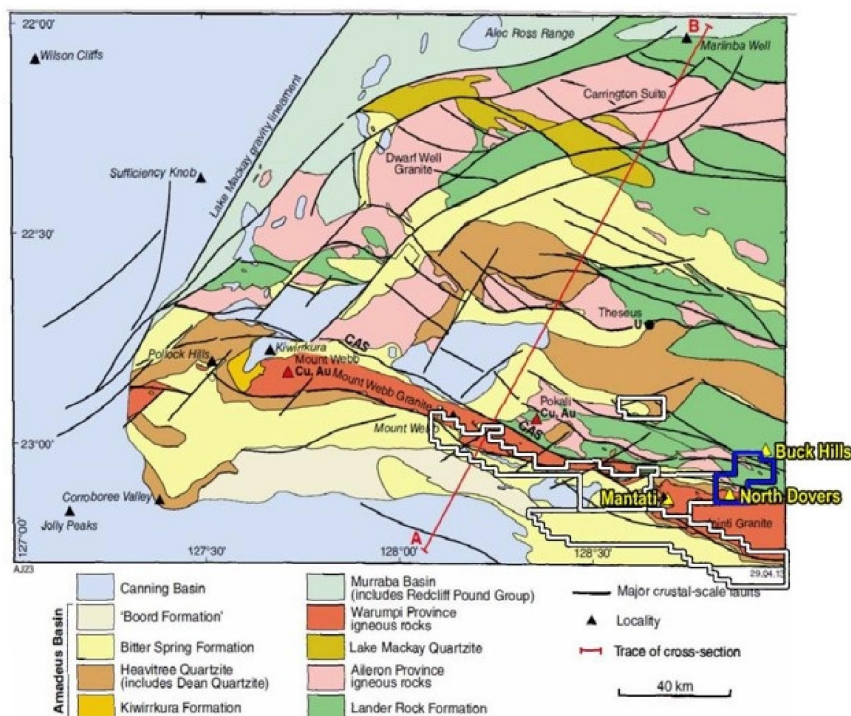 22°00'
Wilson Cliffs
Alec Ross Range
B
Mariinba Well
Lake Mackay gravity lineament
Carrington Suite
Dwarf Well
Granite
Sufficiency Knob
22°30'
Theseus
U
CAS
Kiwirrkura
Pollock Hills
Mount Webb
Cu, Au
Mount Webb Granite
Pokali
Cu, Au
CAS
Mount Webb
23°00'
Buck Hills
Corroboree Valley
Mantati
North Dovers
Jolly Peaks
A
Granite
127°00'
127°30'
128°00'
128°30'
AJ23
Canning Basin
Murraba Basin
(includes Redcliff Pound Group)
Major crustal-scale faults
Amadeus Basin
'Boord Formation'
Warumpi Province
igneous rocks
Locality
Bitter Spring Formation
Lake Mackay Quartzite
Trace of cross-section
Heavitree Quartzite
(includes Dean Quartzite)
Aileron Province
igneous rocks
40 km
Kiwirrkura Formation
Lander Rock Formation